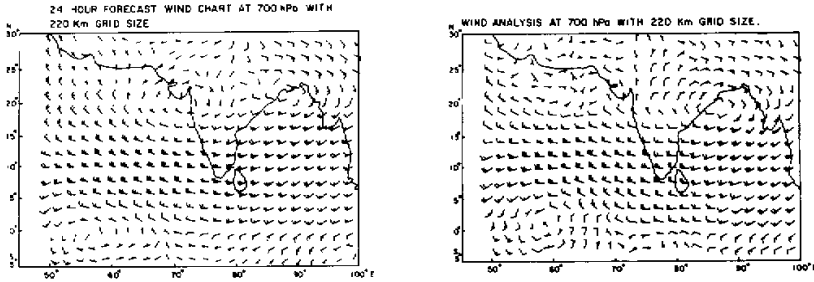 24 HOUR FORECAST WIND CHART AT 700 hPa WITH
220 Km GRID SIZE
N
30°
25°
20°
15°
10°
5°
0°
5°
S
50° 60° 70° 80° 90° 100°E
WIND ANALYSIS AT 700 hPa WITH 220 Km GRID SIZE.
N
30°
25°
20°
15°
10°
5°
0°
5°
S
50° 60° 70° 80° 90° 100°E